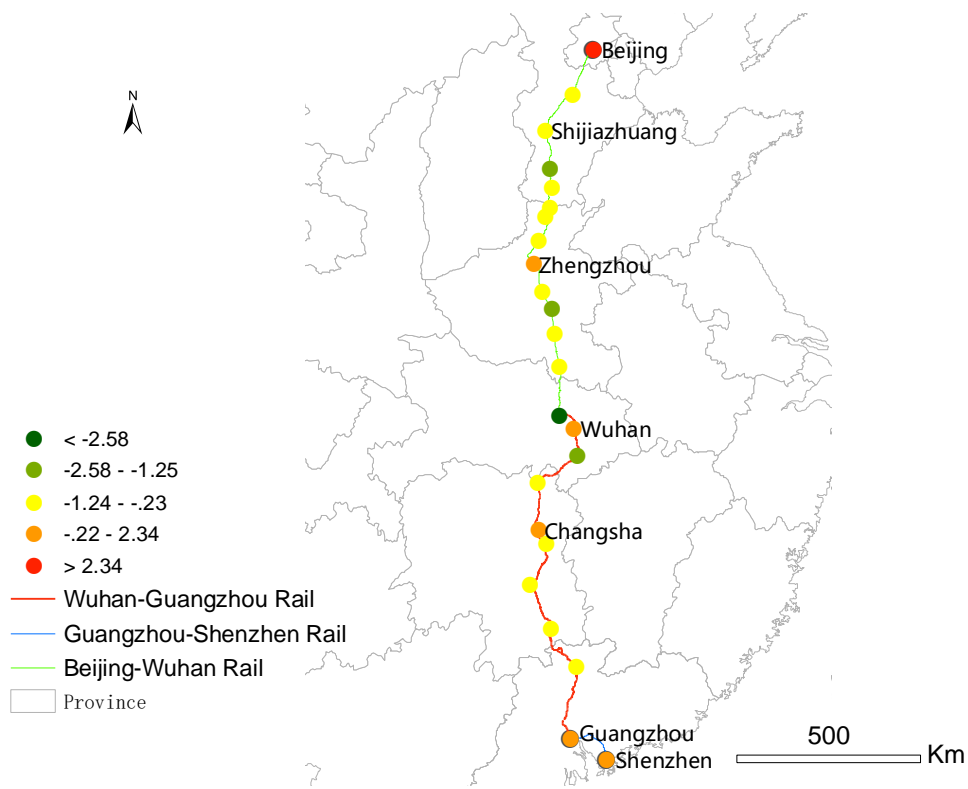 Beijing
N
Shijiazhuang
Zhengzhou
Wuhan
Changsha
Guangzhou
Shenzhen
< -2.58
-2.58 - -1.25
-1.24 - -.23
-.22 - 2.34
> 2.34
Wuhan-Guangzhou Rail
Guangzhou-Shenzhen Rail
Beijing-Wuhan Rail
Province
500
Km